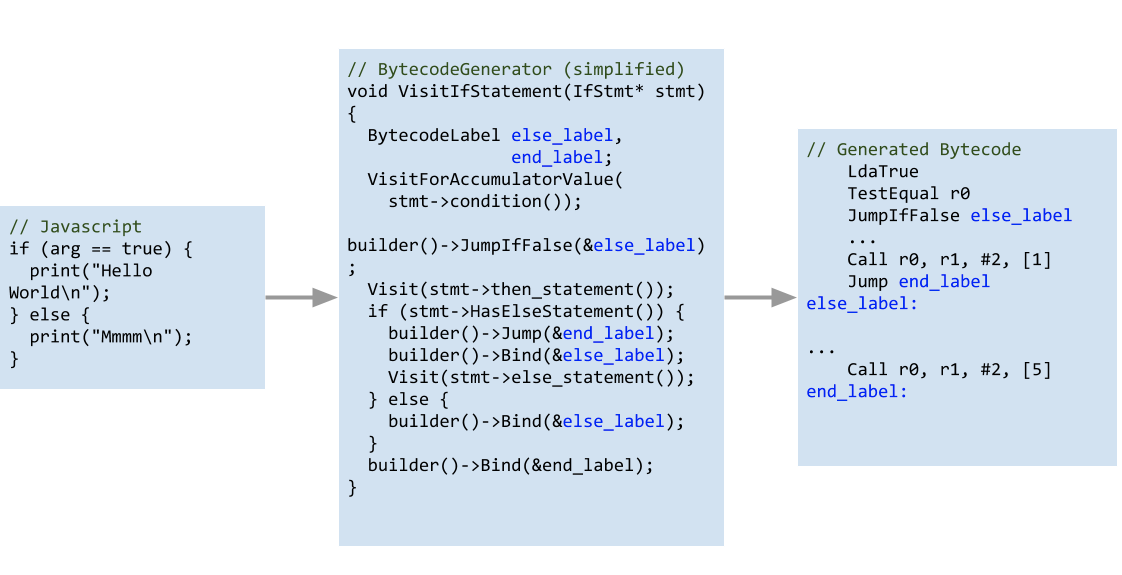 // Javascript
if (arg == true) {
  print("Hello
World\n");
} else {
  print("Mmmm\n");
}
// BytecodeGenerator (simplified)
void VisitIfStatement(IfStmt* stmt)
{
  BytecodeLabel else_label,
                end_label;
  VisitForAccumulatorValue(
    stmt->condition());
builder()->JumpIfFalse(&else_label)
;
  Visit(stmt->then_statement());
  if (stmt->HasElseStatement()) {
    builder()->Jump(&end_label);
    builder()->Bind(&else_label);
    Visit(stmt->else_statement());
  } else {
    builder()->Bind(&else_label);
  }
  builder()->Bind(&end_label);
}
// Generated Bytecode
    LdaTrue
    TestEqual r0
    JumpIfFalse else_label
    ...
    Call r0, r1, #2, [1]
    Jump end_label
else_label:
...
    Call r0, r1, #2, [5]
end_label: